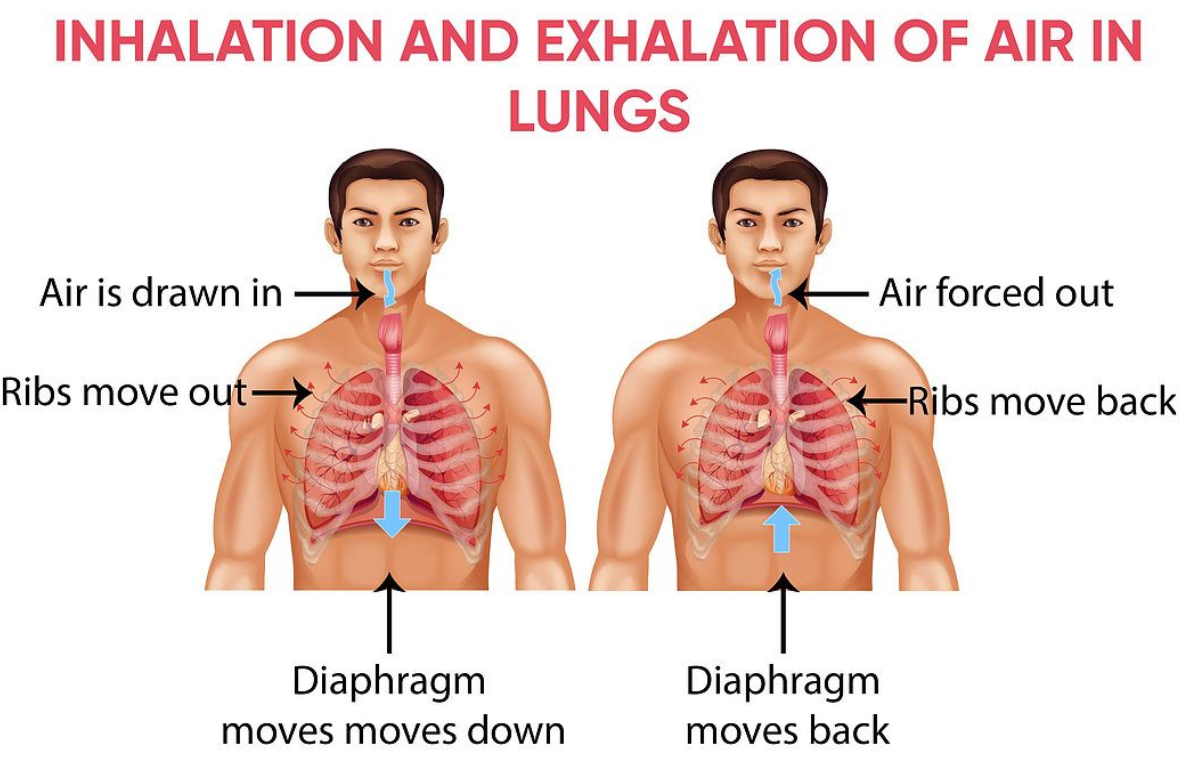 INHALATION AND EXHALATION OF AIR IN
LUNGS
Air is drawn in
Air forced out
Ribs move out
Ribs move back
Diaphragm
moves moves down
Diaphragm
moves back